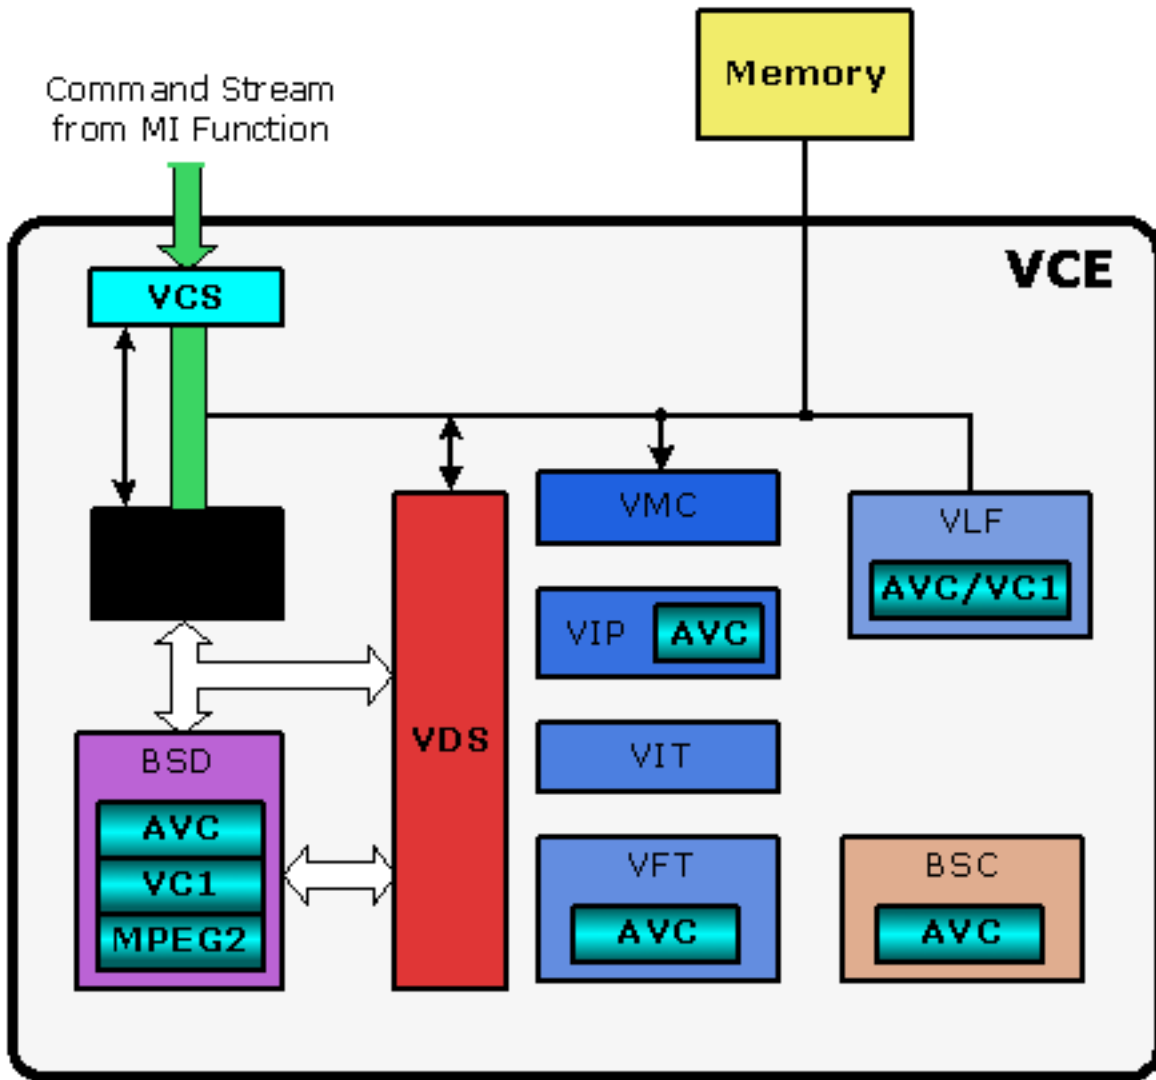 Memory
Command Stream
from MI Function
VCE
VCS
VMC
VLF
AVC/VC1
VIP
AVC
VDS
BSD
AVC
VC1
MPEG2
VIT
VFT
AVC
BSC
AVC